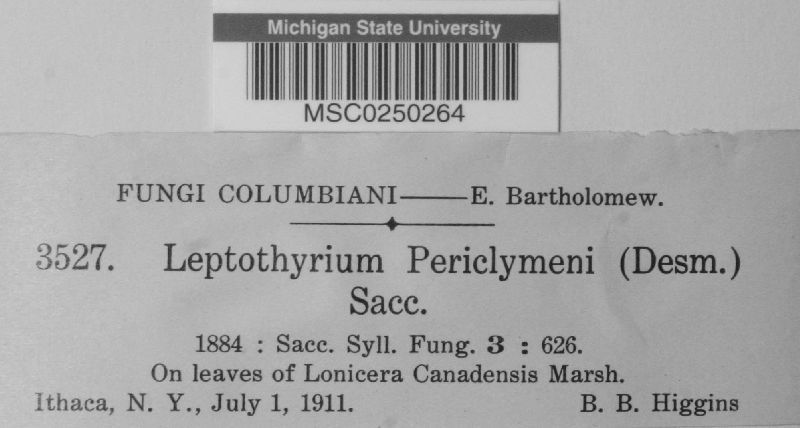 Michigan State University
MSC0250264
FUNGI COLUMBIANI——E. Bartholomew.
3527. Leptothyrium Periclymeni (Desm.)
Sacc.
1884 : Sacc. Syll. Fung. 3 : 626.
On leaves of Lonicera Canadensis Marsh.
Ithaca, N. Y., July 1, 1911. B. B. Higgins